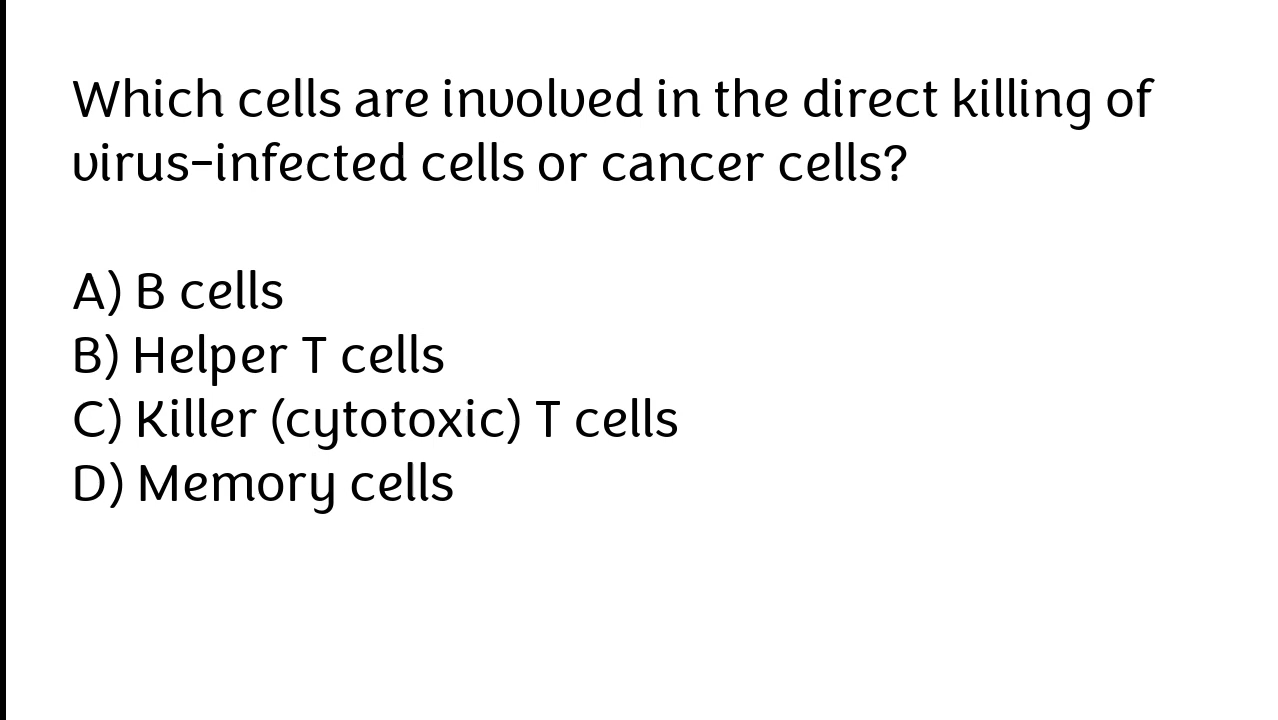 Which cells are involved in the direct killing of
virus-infected cells or cancer cells?
A) B cells
B) Helper T cells
C) Killer (cytotoxic) T cells
D) Memory cells